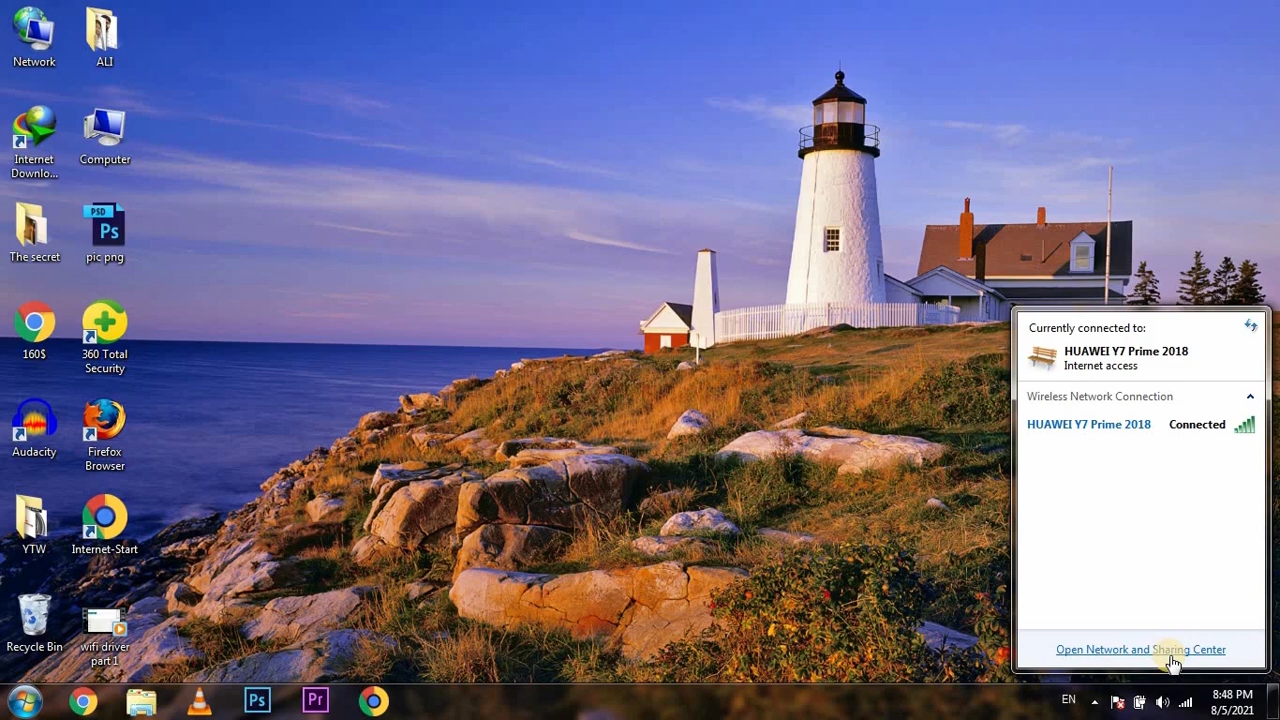 Network
ALI
Internet
Downlo...
Computer
The secret
PSD
Ps
pic png
160$
360 Total
Security
Audacity
Firefox
Browser
YTW
Internet-Start
Recycle Bin
wifi driver
part 1
Currently connected to:
HUAWEI Y7 Prime 2018
Internet access
Wireless Network Connection
HUAWEI Y7 Prime 2018 Connected
Open Network and Sharing Center
Ps
Pr
EN
8:48 PM
8/5/2021